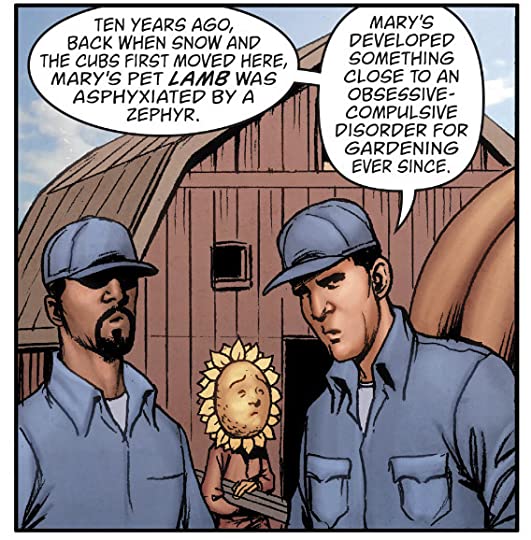 TEN YEARS AGO,
BACK WHEN SNOW AND
THE CUBS FIRST MOVED HERE,
MARY'S PET LAMB WAS
ASPHYXIATED BY A
ZEPHYR.
MARY'S
DEVELOPED
SOMETHING
CLOSE TO AN
OBSESSIVE-
COMPULSIVE
DISORDER FOR
GARDENING
EVER SINCE.